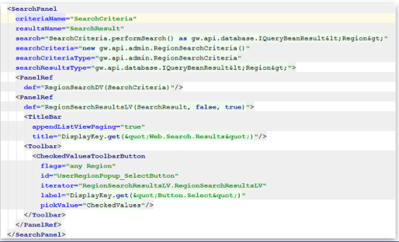 <SearchPanel
criteriaName="SearchCriteria"
resultsName="SearchResult"
search="SearchCriteria.performSearch() as gw.api.database.IQueryBeanResult&lt;Region&gt;"
searchCriteria="new gw.api.admin.RegionSearchCriteria()"
searchCriteriaType="gw.api.admin.RegionSearchCriteria"
searchResultsType="gw.api.database.IQueryBeanResult&lt;Region&gt;">
<PanelRef
def="RegionSearchDV(SearchCriteria)"/>
<PanelRef
def="RegionSearchResultsLV(SearchResult, false, true)">
<TitleBar
appendListViewPaging="true"
title="DisplayKey.get(&quot;Web.Search.Results&quot;)"/>
<Toolbar>
<CheckedValuesToolbarButton
flags="any Region"
id="UserRegionPopup_SelectButton"
iterator="RegionSearchResultsLV.RegionSearchResultsLV"
label="DisplayKey.get(&quot;Button.Select&quot;)"
pickValue="CheckedValues"/>
</Toolbar>
</PanelRef>
</SearchPanel>